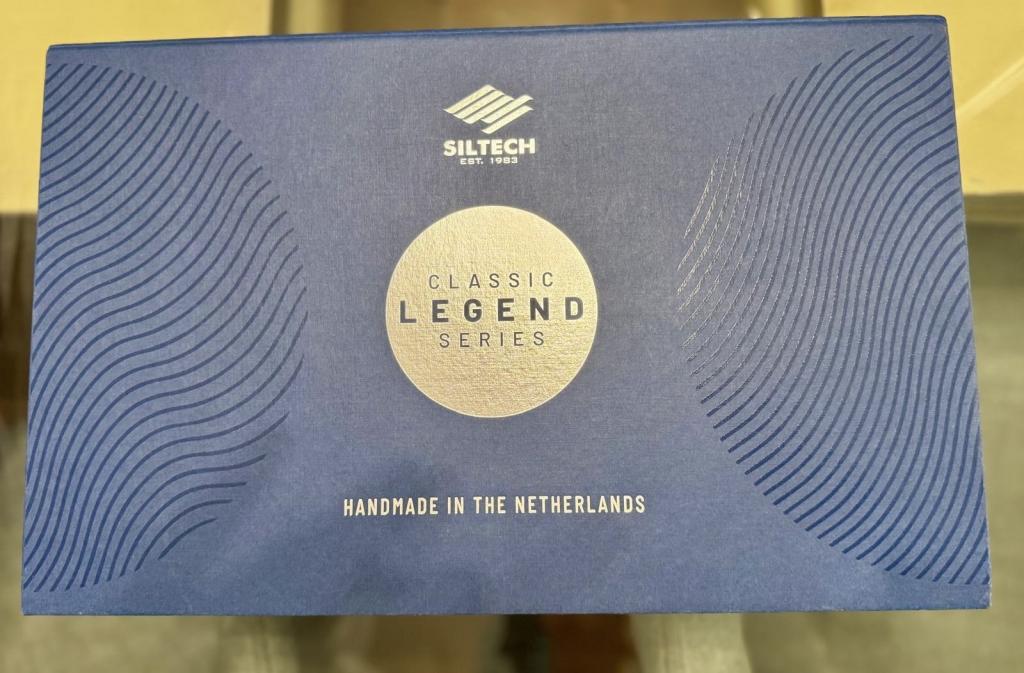 SILTECH
EST. 1983
CLASSIC
LEGEND
SERIES
HANDMADE IN THE NETHERLANDS